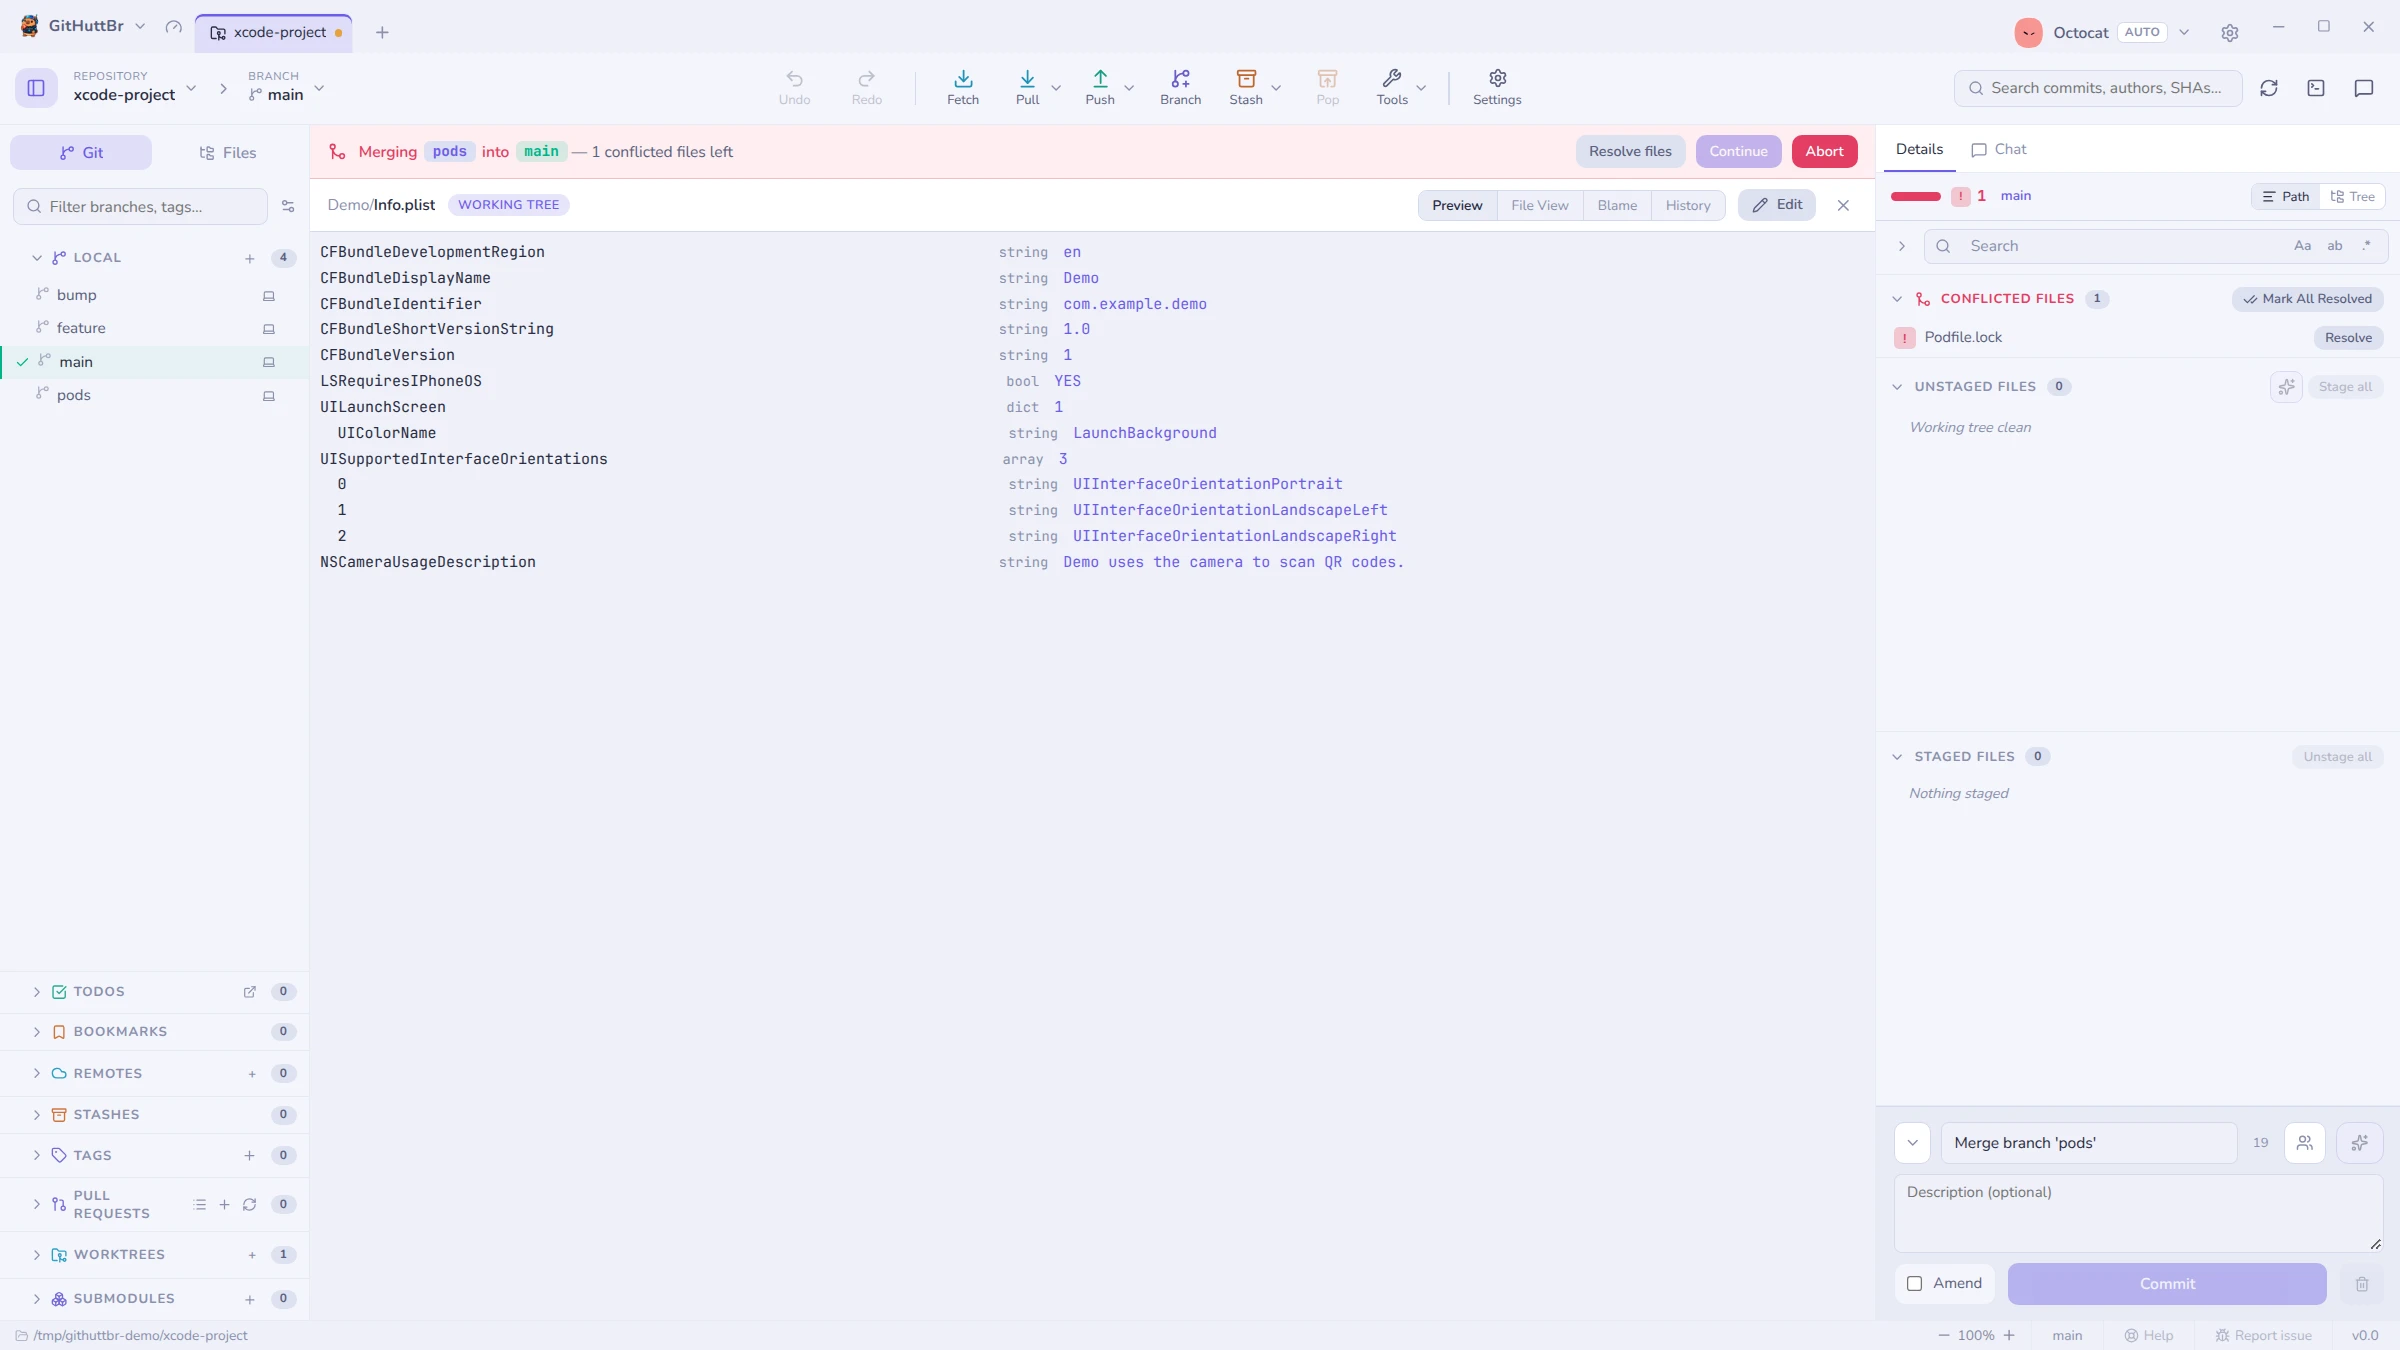 GitHuttBr
xcode-project
Octocat AUTO
REPOSITORY
xcode-project
BRANCH
main
Undo
Redo
Fetch
Pull
Push
Branch
Stash
Pop
Tools
Settings
Search commits, authors, SHAs...
Git
Files
Filter branches, tags...
LOCAL 4
bump
feature
main
pods
TODOS 0
BOOKMARKS 0
REMOTES 0
STASHES 0
TAGS 0
PULL
REQUESTS 0
WORKTREES 1
SUBMODULES 0
Merging pods into main — 1 conflicted files left
Resolve files
Continue
Abort
Demo/Info.plist WORKING TREE
Preview
File View
Blame
History
Edit
CFBundleDevelopmentRegion string en
CFBundleDisplayName string Demo
CFBundleIdentifier string com.example.demo
CFBundleShortVersionString string 1.0
CFBundleVersion string 1
LSRequiresIPhoneOS bool YES
UILaunchScreen dict 1
UIColorName string LaunchBackground
UISupportedInterfaceOrientations array 3
0 string UIInterfaceOrientationPortrait
1 string UIInterfaceOrientationLandscapeLeft
2 string UIInterfaceOrientationLandscapeRight
NSCameraUsageDescription string Demo uses the camera to scan QR codes.
Details
Chat
! 1 main
Path
Tree
Search Aa ab .*
CONFLICTED FILES 1 Mark All Resolved
! Podfile.lock Resolve
UNSTAGED FILES 0 Stage all
Working tree clean
STAGED FILES 0 Unstage all
Nothing staged
Merge branch 'pods' 19
Description (optional)
Amend
Commit
/tmp/githuttbr-demo/xcode-project
100%
main
Help
Report issue
v0.0